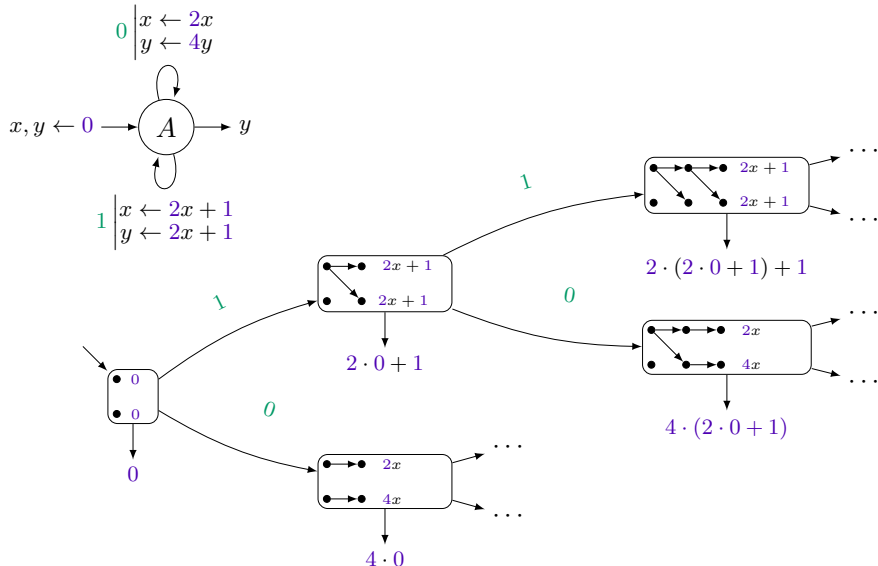 0 | x ← 2x
y ← 4y
x, y ← 0
A
y
1 | x ← 2x + 1
y ← 2x + 1
0
0
0
1
0
2x + 1
2x + 1
2 · 0 + 1
2x
4x
4 · 0
...
...
1
0
2x + 1
2x + 1
2 · (2 · 0 + 1) + 1
...
...
2x
4x
4 · (2 · 0 + 1)
...
...